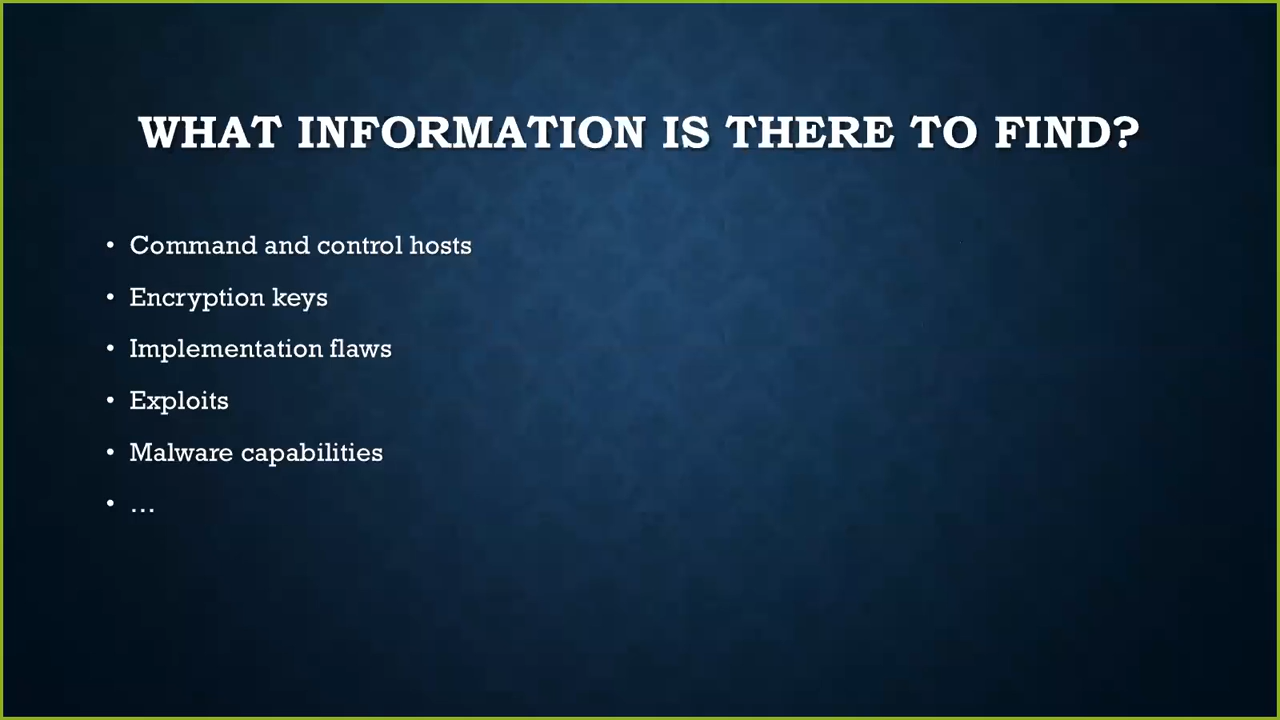 WHAT INFORMATION IS THERE TO FIND?
• Command and control hosts
• Encryption keys
• Implementation flaws
• Exploits
• Malware capabilities
• …